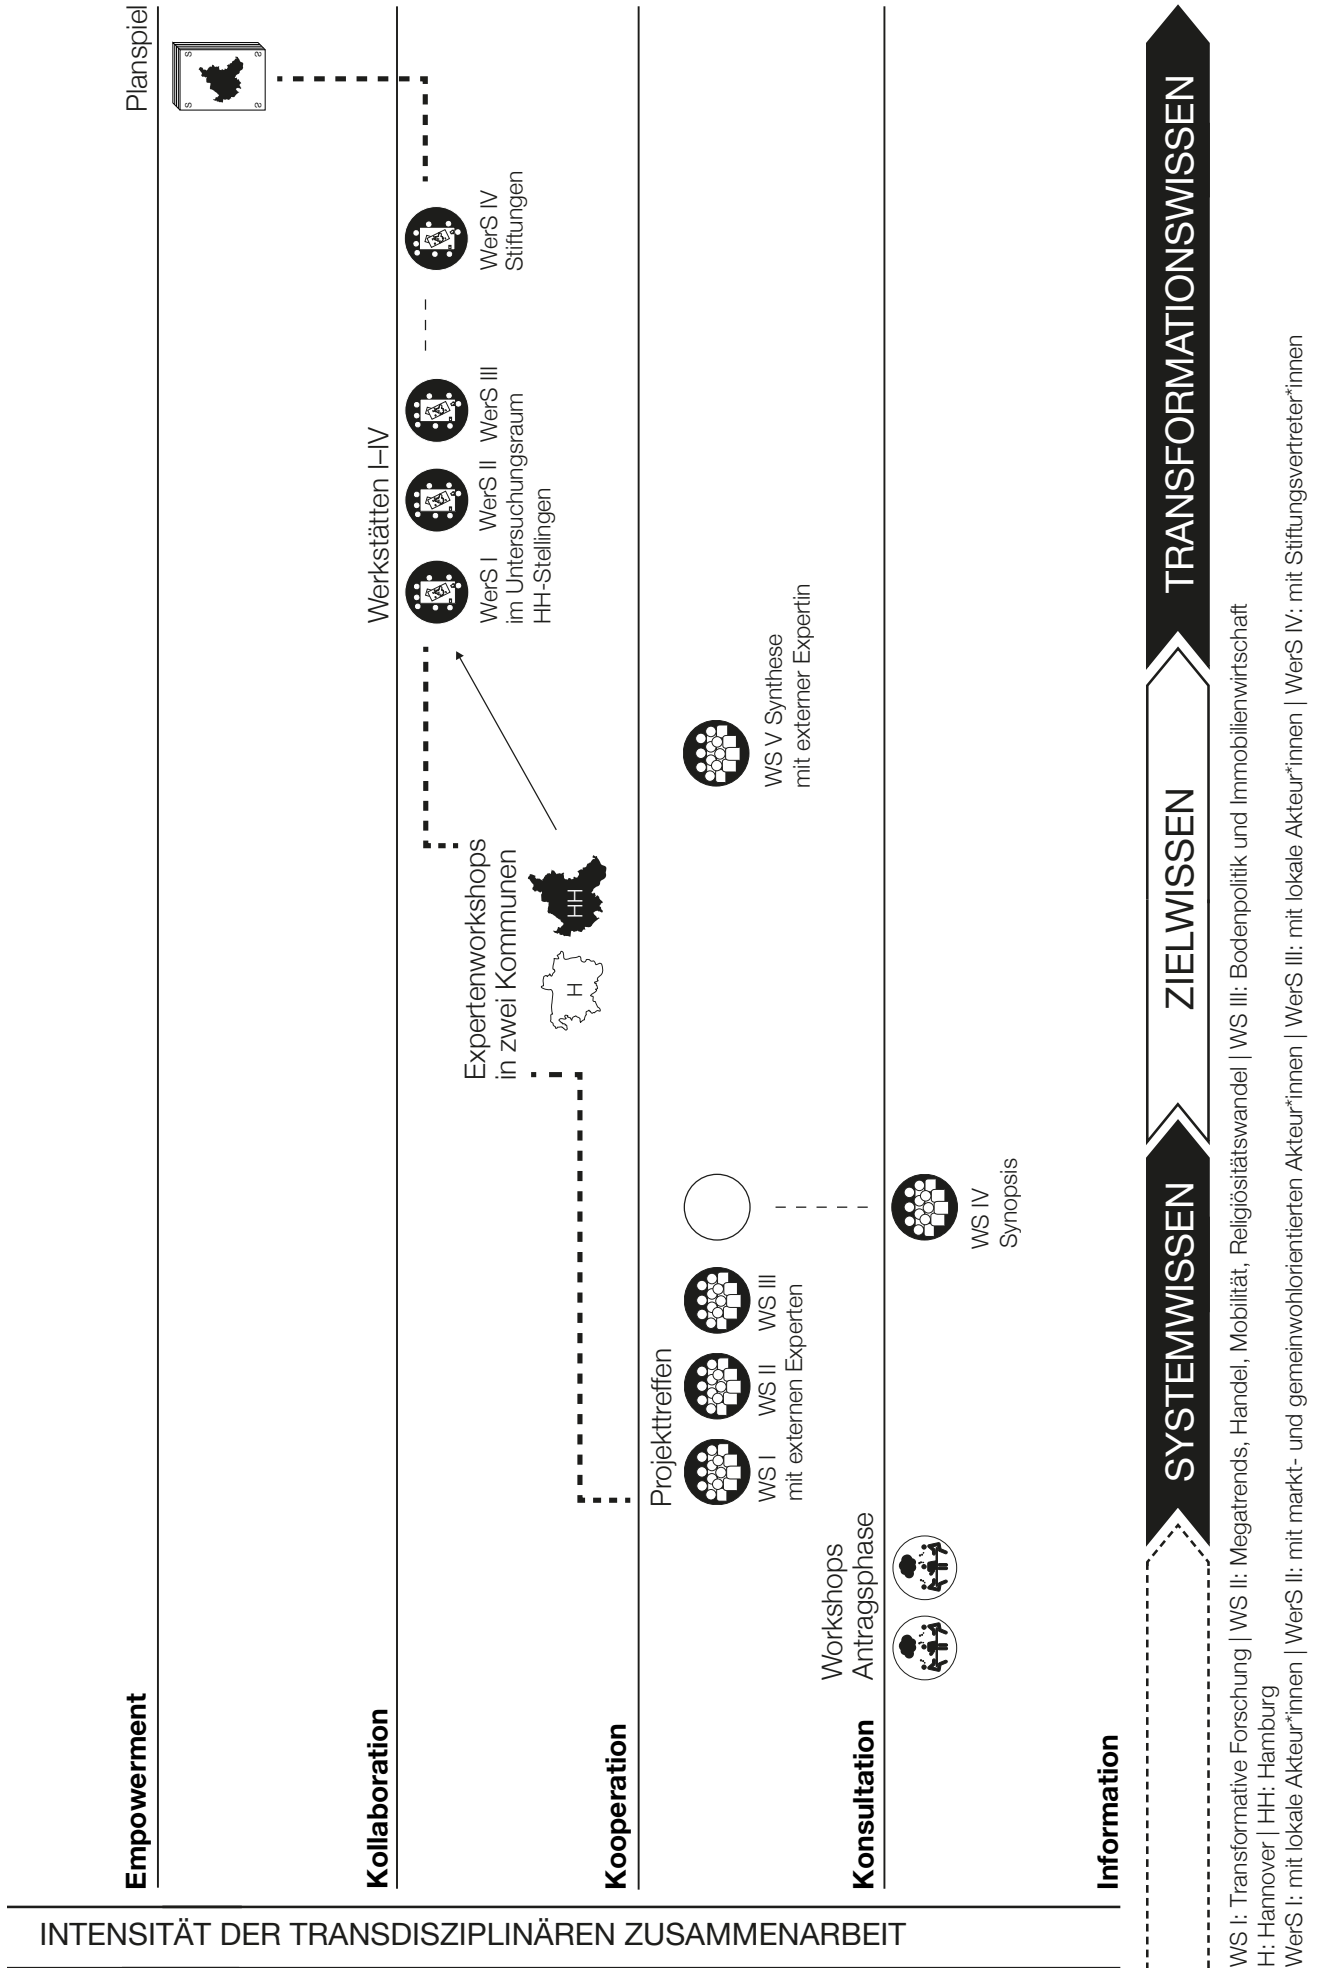 INTENSITÄT DER TRANSDISZIPLINÄREN ZUSAMMENARBEIT
Empowerment
Planspiel
S
S
S
S
Kollaboration
Werkstätten I–IV
WerS I
WerS II
WerS III
im Untersuchungsraum
HH-Stellingen
WerS IV
Stiftungen
Kooperation
Expertenworkshops
in zwei Kommunen
H
HH
Konsultation
Projekttreffen
WS I
WS II
WS III
mit externen Experten
WS V Synthese
mit externer Expertin
Information
Workshops
Antragsphase
WS IV
Synopsis
SYSTEMWISSEN
ZIELWISSEN
TRANSFORMATIONSWISSEN
WS I: Transformative Forschung | WS II: Megatrends, Handel, Mobilität, Religiösitätswandel | WS III: Bodenpolitik und Immobilienwirtschaft
H: Hannover | HH: Hamburg
WerS I: mit lokale Akteur*innen | WerS II: mit markt- und gemeinwohlorientierten Akteur*innen | WerS III: mit lokale Akteur*innen | WerS IV: mit Stiftungsvertreter*innen